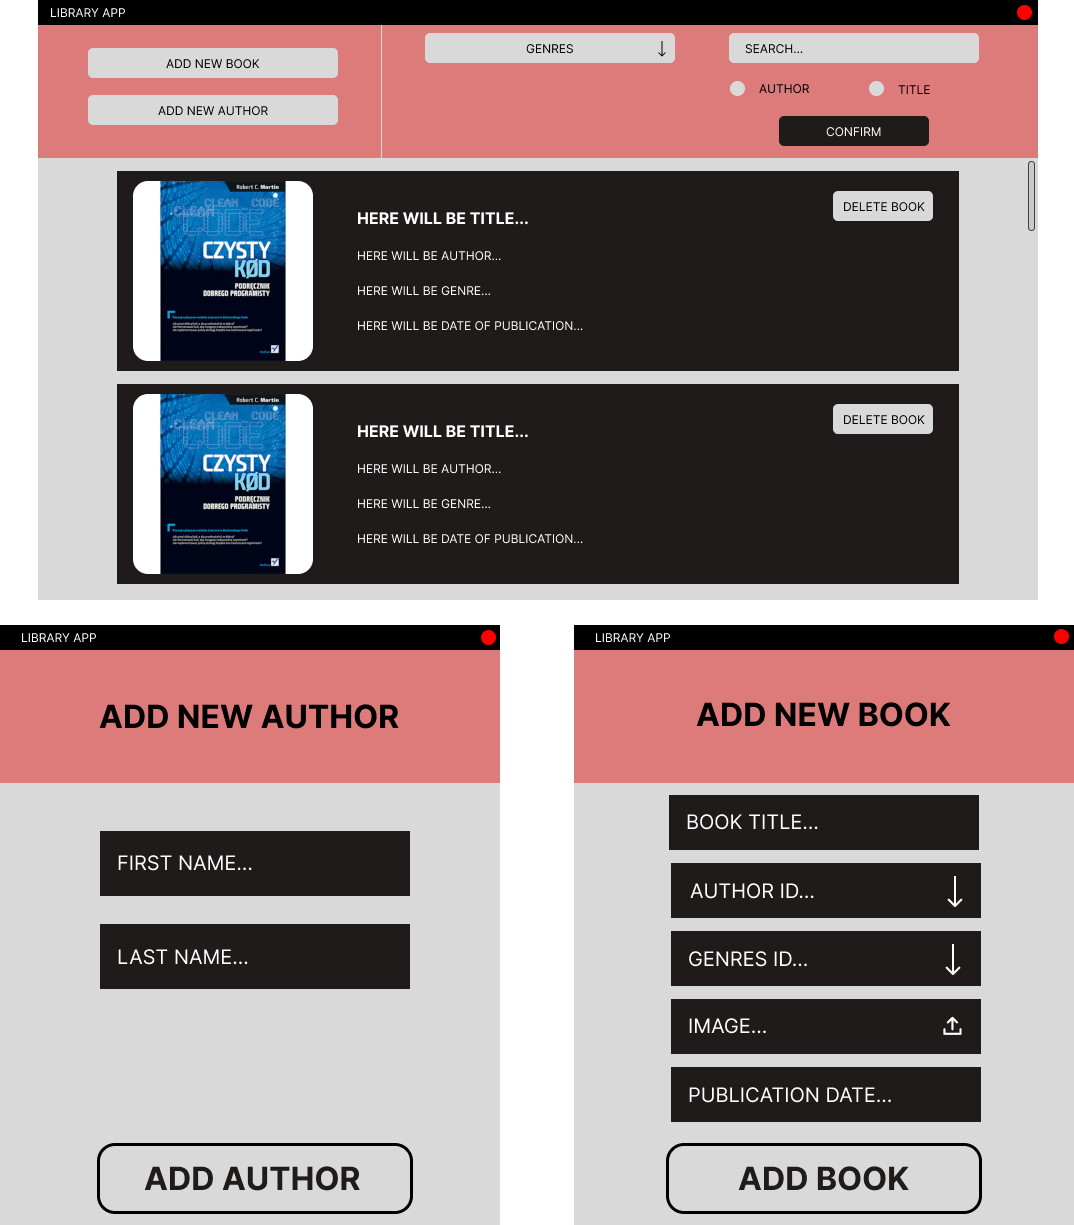 LIBRARY APP
ADD NEW BOOK
ADD NEW AUTHOR
GENRES
SEARCH...
AUTHOR
TITLE
CONFIRM
Robert C. Martin
CLEAN CODE
CZYSTY
KØD
PODRĘCZNIK
DOBREGO PROGRAMISTY
HERE WILL BE TITLE...
HERE WILL BE AUTHOR...
HERE WILL BE GENRE...
HERE WILL BE DATE OF PUBLICATION...
DELETE BOOK
Robert C. Martin
CLEAN CODE
CZYSTY
KØD
PODRĘCZNIK
DOBREGO PROGRAMISTY
HERE WILL BE TITLE...
HERE WILL BE AUTHOR...
HERE WILL BE GENRE...
HERE WILL BE DATE OF PUBLICATION...
DELETE BOOK
LIBRARY APP
ADD NEW AUTHOR
FIRST NAME...
LAST NAME...
ADD AUTHOR
LIBRARY APP
ADD NEW BOOK
BOOK TITLE...
AUTHOR ID...
GENRES ID...
IMAGE...
PUBLICATION DATE...
ADD BOOK